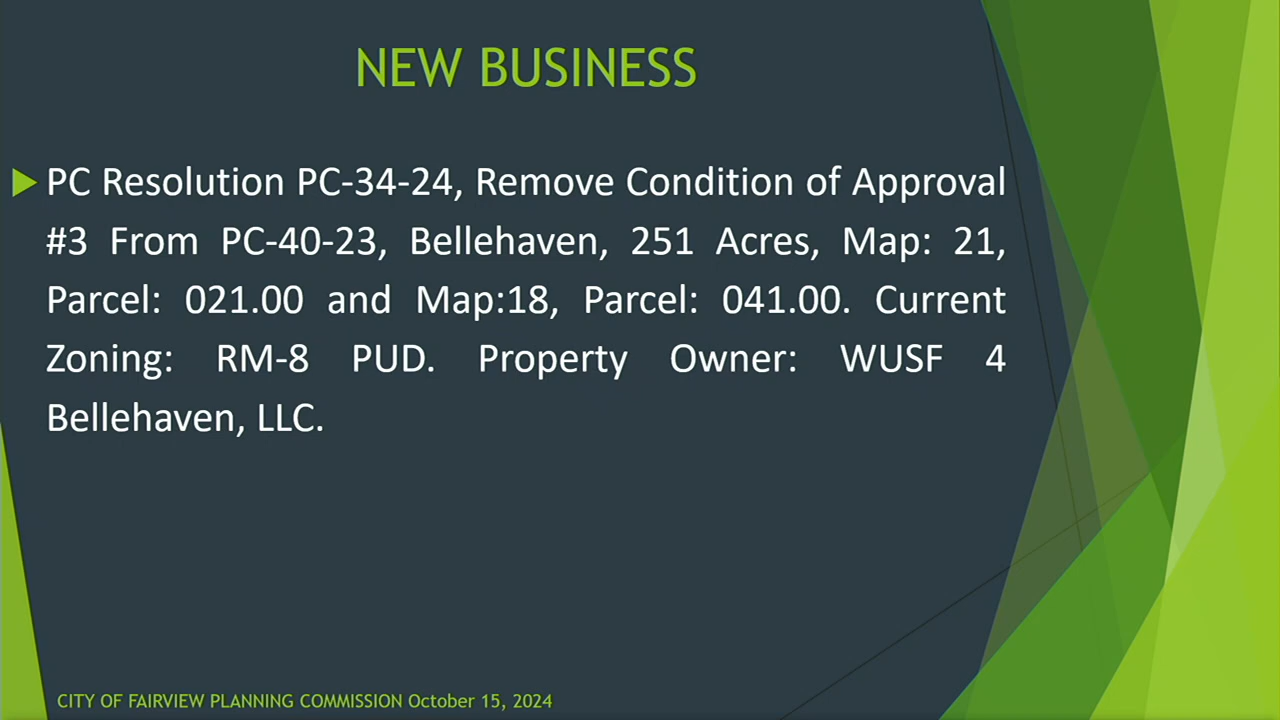 NEW BUSINESS
PC Resolution PC-34-24, Remove Condition of Approval
#3 From PC-40-23, Bellehaven, 251 Acres, Map: 21,
Parcel: 021.00 and Map:18, Parcel: 041.00. Current
Zoning: RM-8 PUD. Property Owner: WUSF 4
Bellehaven, LLC.
CITY OF FAIRVIEW PLANNING COMMISSION October 15, 2024